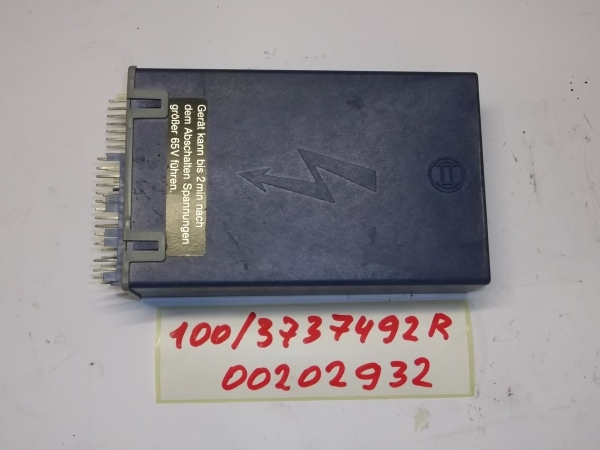 Gerät kann bis 2min nach
dem Abschalten Spannungen
größer 65V führen.
100/3737492R
00202932